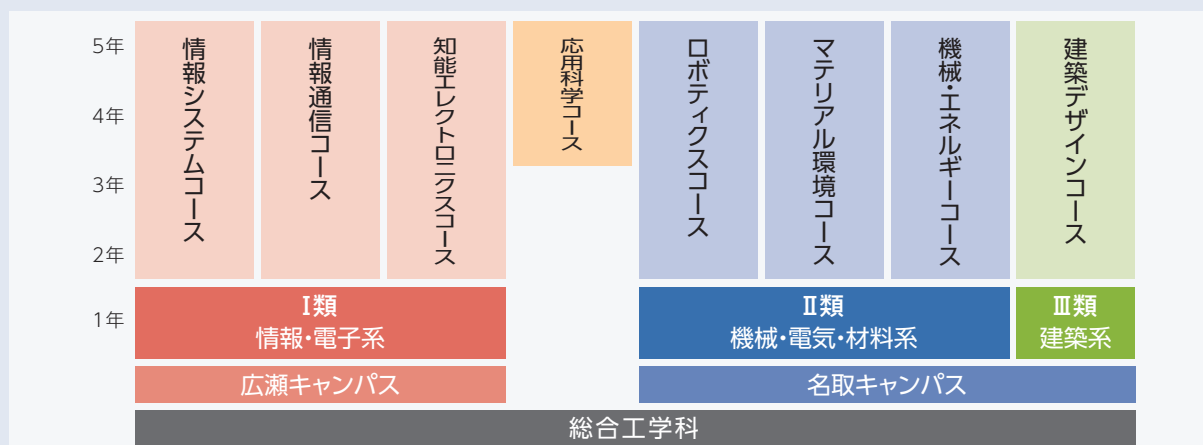 5年
4年
3年
2年
1年
情報システムコース
情報通信コース
知能エレクトロニクスコース
応用科学コース
ロボティクスコース
マテリアル環境コース
機械・エネルギーコース
建築デザインコース
Ⅰ類
情報・電子系
Ⅱ類
機械・電気・材料系
Ⅲ類
建築系
広瀬キャンパス
名取キャンパス
総合工学科